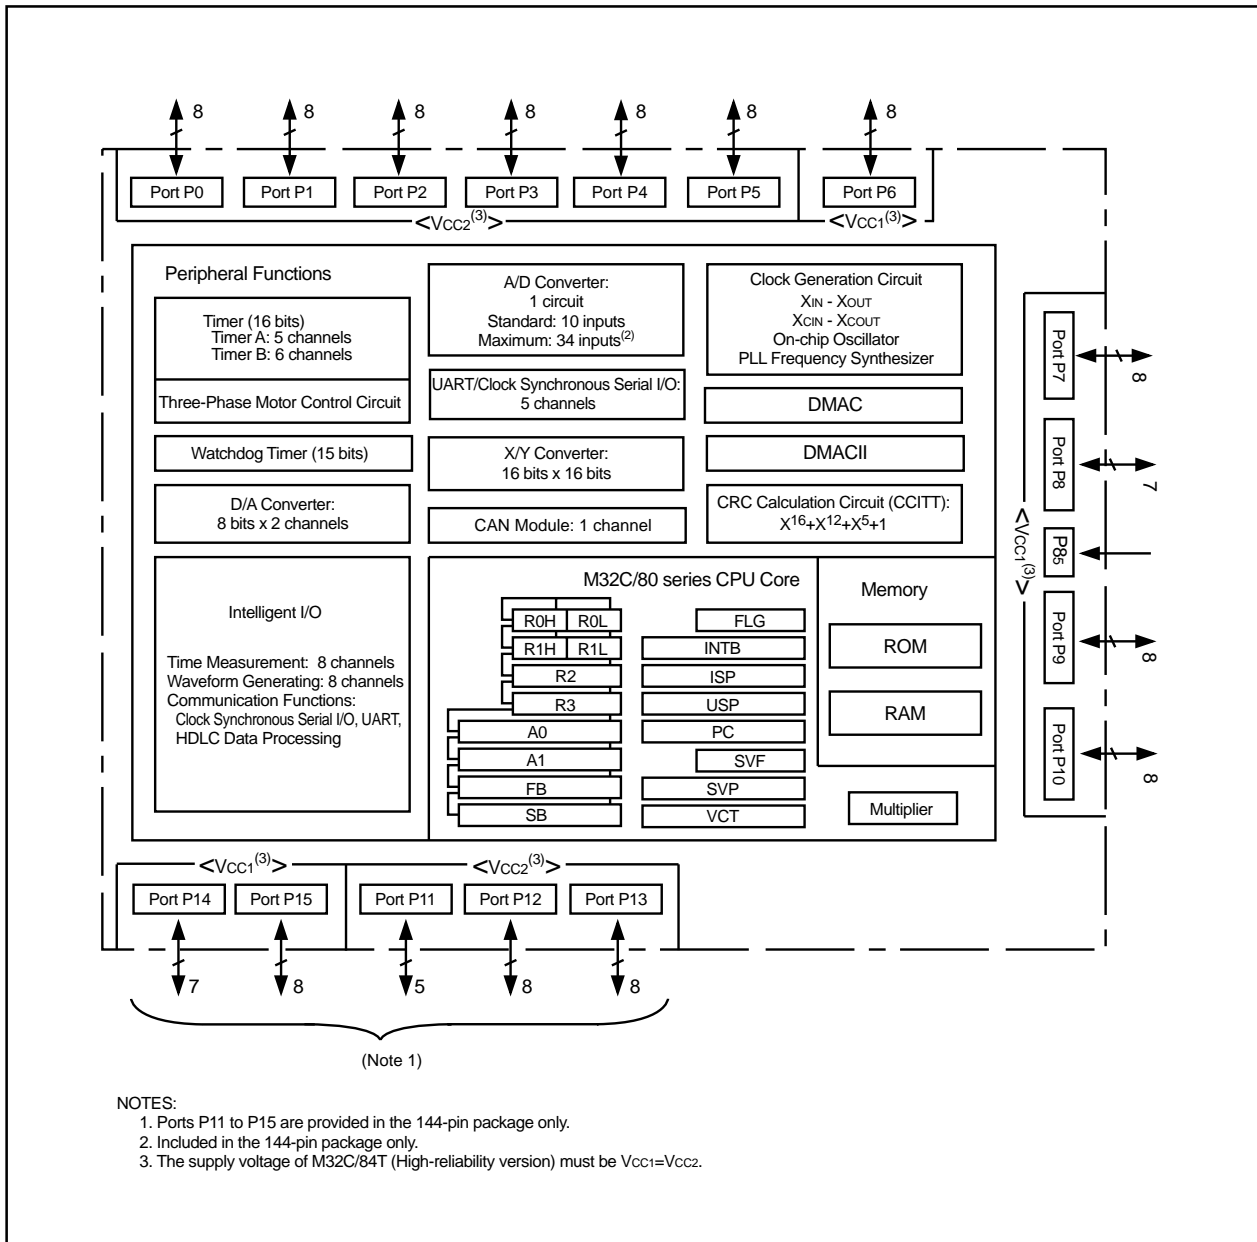 8 8 8 8 8 8 8
Port P0 Port P1 Port P2 Port P3 Port P4 Port P5 Port P6
<VCC2(3)> <VCC1(3)>
Peripheral Functions
Timer (16 bits)
Timer A: 5 channels
Timer B: 6 channels
Three-Phase Motor Control Circuit
Watchdog Timer (15 bits)
D/A Converter:
8 bits x 2 channels
Intelligent I/O
Time Measurement: 8 channels
Waveform Generating: 8 channels
Communication Functions:
Clock Synchronous Serial I/O, UART,
HDLC Data Processing
A/D Converter:
1 circuit
Standard: 10 inputs
Maximum: 34 inputs(2)
UART/Clock Synchronous Serial I/O:
5 channels
X/Y Converter:
16 bits x 16 bits
CAN Module: 1 channel
Clock Generation Circuit
XIN - XOUT
XCIN - XCOUT
On-chip Oscillator
PLL Frequency Synthesizer
DMAC
DMACII
CRC Calculation Circuit (CCITT):
X16+X12+X5+1
M32C/80 series CPU Core
R0H R0L
R1H R1L
R2
R3
A0
A1
FB
SB
FLG
INTB
ISP
USP
PC
SVF
SVP
VCT
Memory
ROM
RAM
Multiplier
Port P7
8
Port P8
7
<VCC1(3)>
P85
Port P9
8
Port P10
8
<VCC1(3)> <VCC2(3)>
Port P14 Port P15 Port P11 Port P12 Port P13
7 8 5 8 8
(Note 1)
NOTES:
1. Ports P11 to P15 are provided in the 144-pin package only.
2. Included in the 144-pin package only.
3. The supply voltage of M32C/84T (High-reliability version) must be VCC1=VCC2.